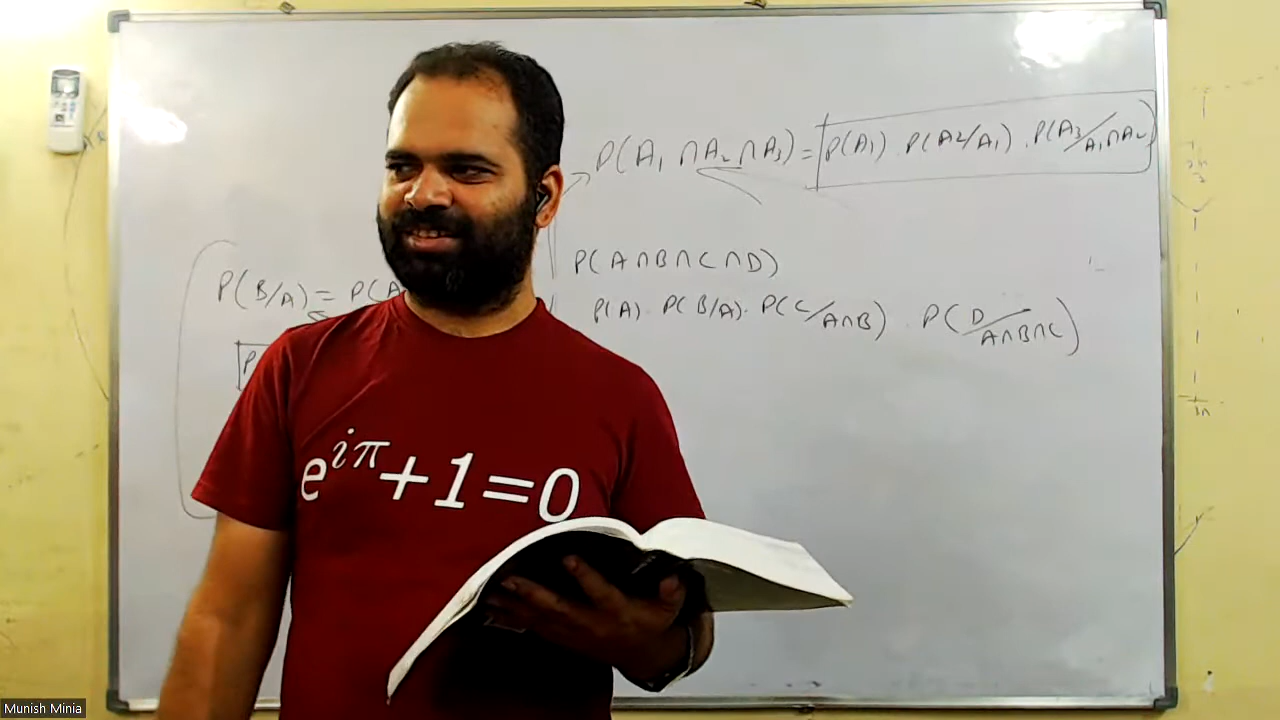 P(A₁ ∩ A₂ ∩ A₃) = P(A₁) . P(A2/A₁) . P(A₃/A₁∩A₂)
P(A∩B∩C∩D)
P(B/A) = P(A
P(A) . P(B/A) . P(C/A∩B) . P(D/A∩B∩C)
P
e^{iπ}+1=0
Munish Minia